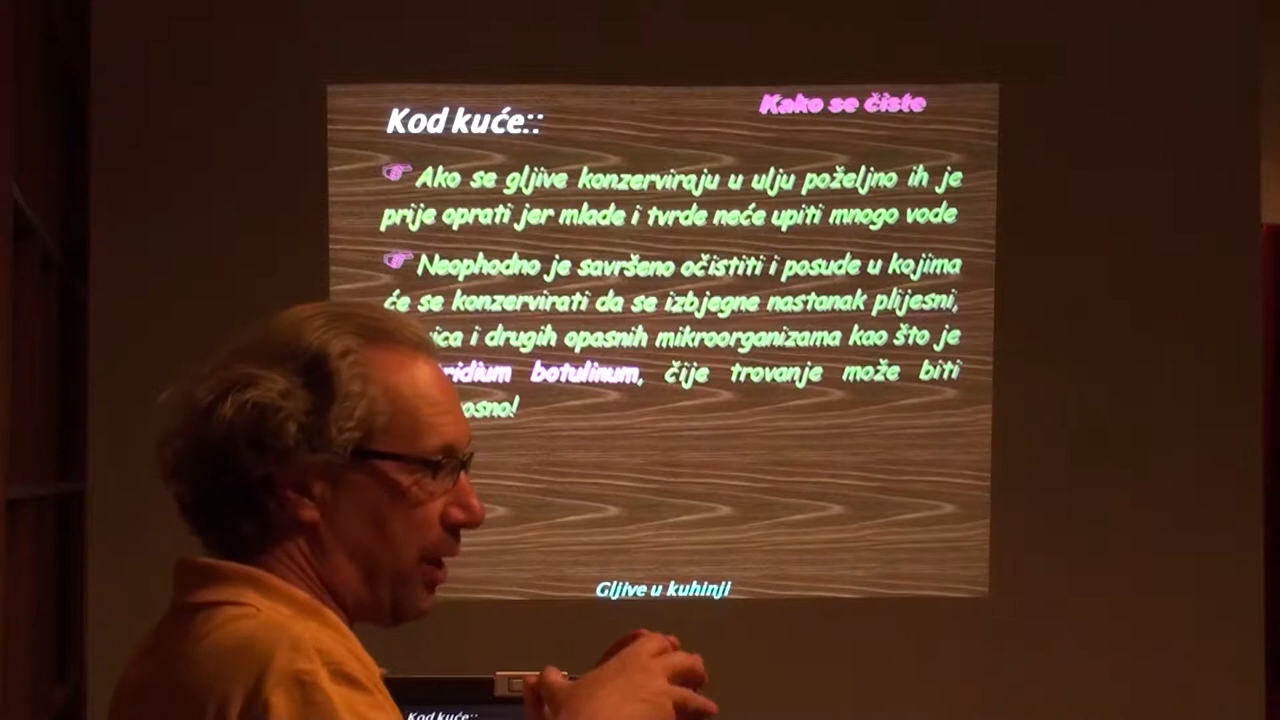 Kako se čiste
Kod kuće::
Ako se gljive konzerviraju u ulju poželjno ih je
prije oprati jer mlade i tvrde neće upiti mnogo vode
Neophodno je savršeno očistiti i posude u kojima
će se konzervirati da se izbjegne nastanak plijesni,
i drugih opasnih mikroorganizama kao što je
botulinum, čije trovanje može biti
Gljive u kuhinji
Kod kuće::